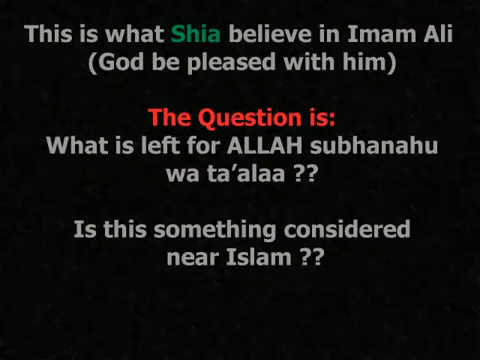 This is what Shia believe in Imam Ali
(God be pleased with him)
The Question is:
What is left for ALLAH subhanahu
wa ta’alaa ??
Is this something considered
near Islam ??